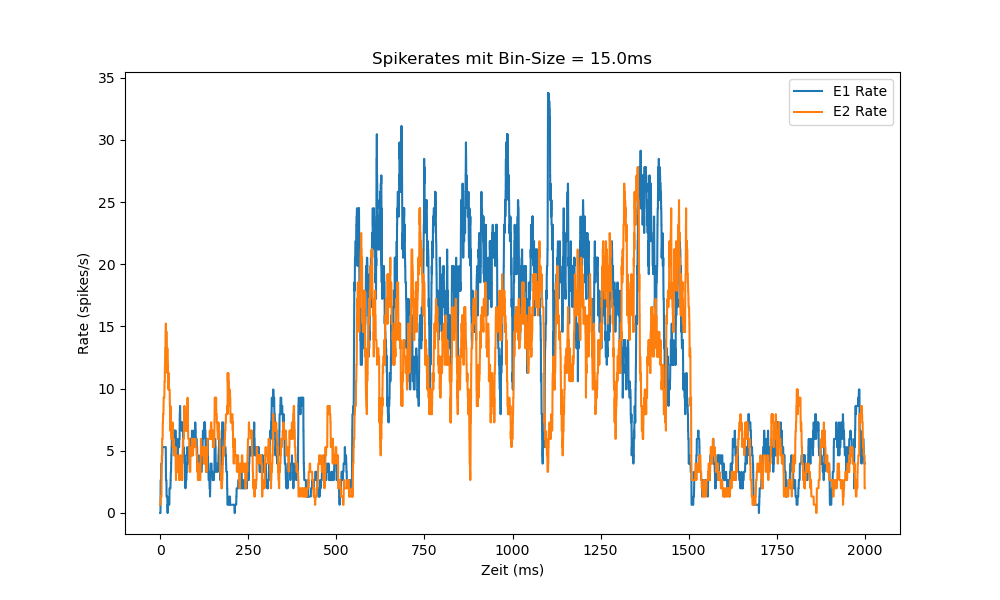 Spikerates mit Bin-Size = 15.0ms
35
30
25
20
15
10
5
0
Rate (spikes/s)
E1 Rate
E2 Rate
0 250 500 750 1000 1250 1500 1750 2000
Zeit (ms)